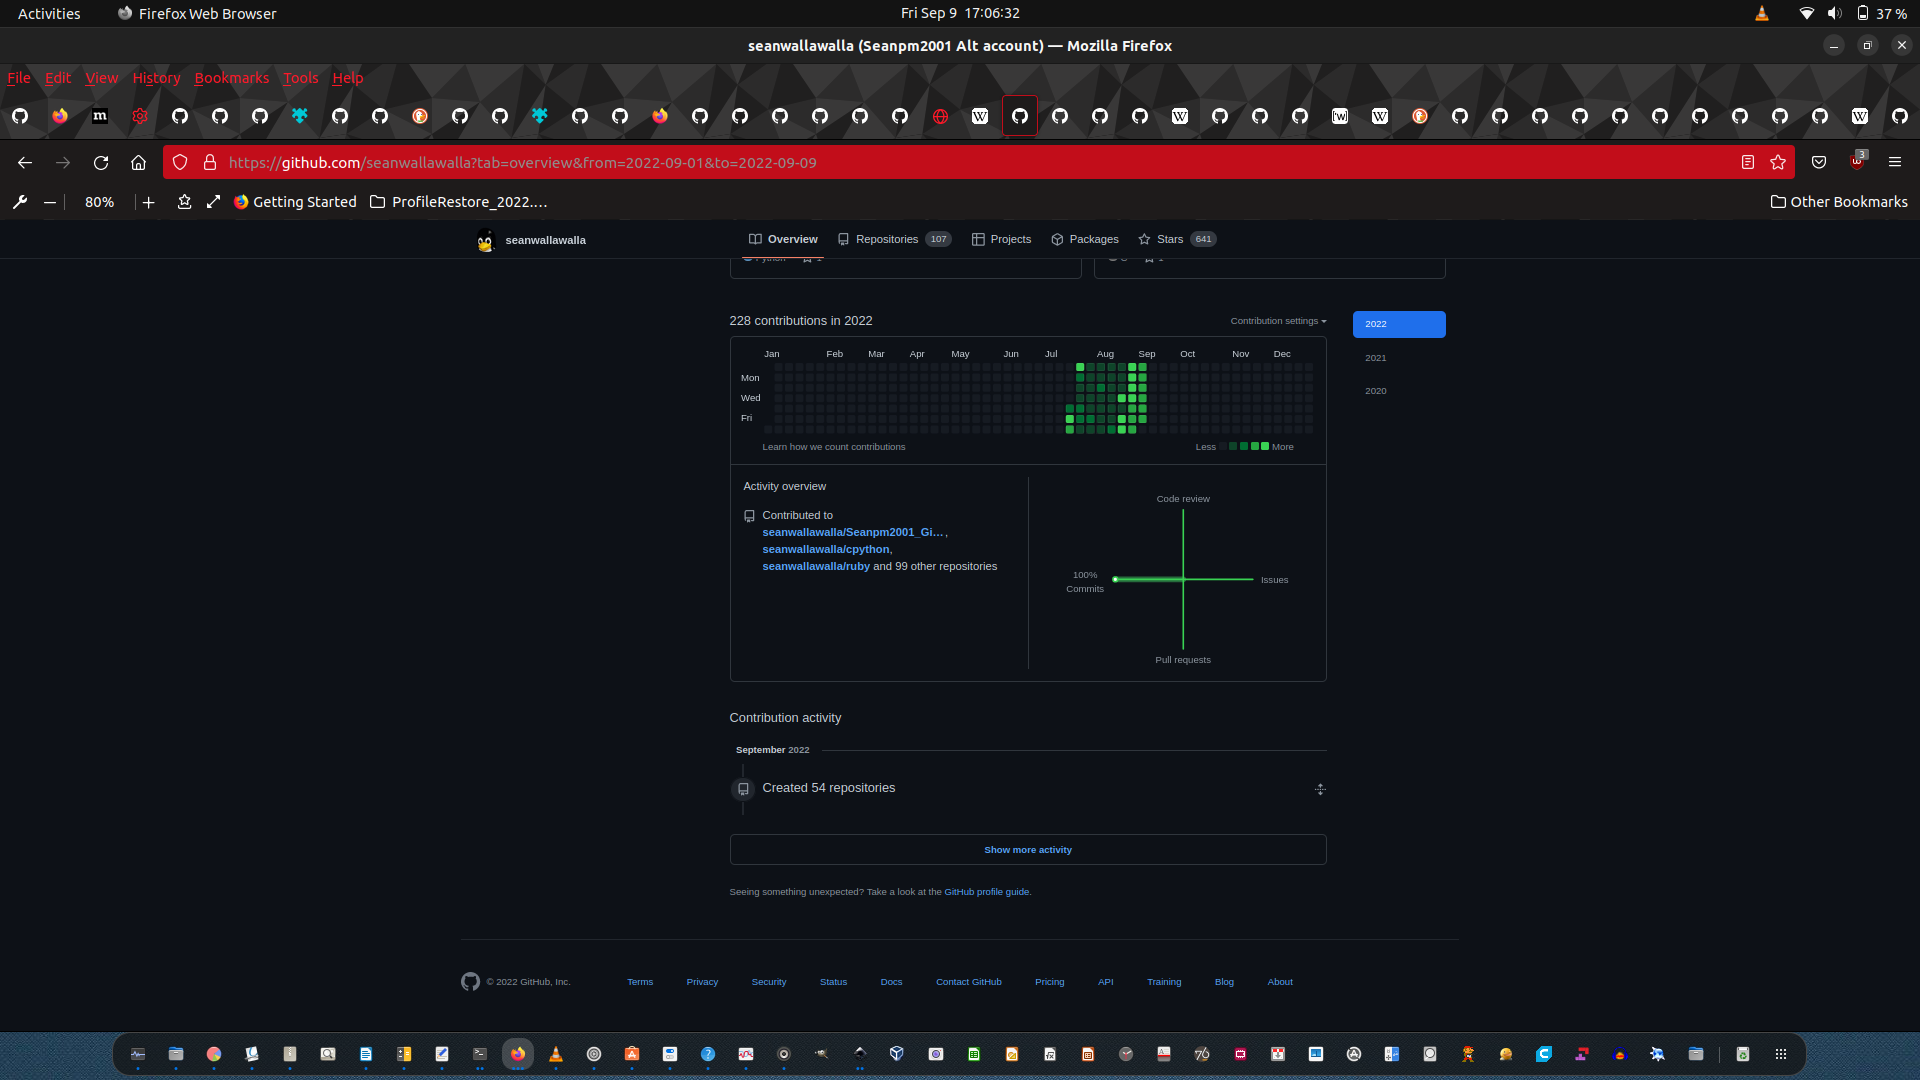 Activities Firefox Web Browser Fri Sep 9 17:06:32 37 %
seanwallawalla (Seanpm2001 Alt account) — Mozilla Firefox
File Edit View History Bookmarks Tools Help
https://github.com/seanwallawalla?tab=overview&from=2022-09-01&to=2022-09-09 3
80% Getting Started ProfileRestore_2022.… Other Bookmarks
seanwallawalla Overview Repositories 107 Projects Packages Stars 641
228 contributions in 2022 Contribution settings 2022
Jan Feb Mar Apr May Jun Jul Aug Sep Oct Nov Dec
2021
Mon
2020
Wed
Fri
Learn how we count contributions Less More
Activity overview
Code review
Contributed to
seanwallawalla/Seanpm2001_Gi… ,
seanwallawalla/cpython,
seanwallawalla/ruby and 99 other repositories
100%
Commits
Issues
Pull requests
Contribution activity
September 2022
Created 54 repositories
Show more activity
Seeing something unexpected? Take a look at the GitHub profile guide.
© 2022 GitHub, Inc. Terms Privacy Security Status Docs Contact GitHub Pricing API Training Blog About